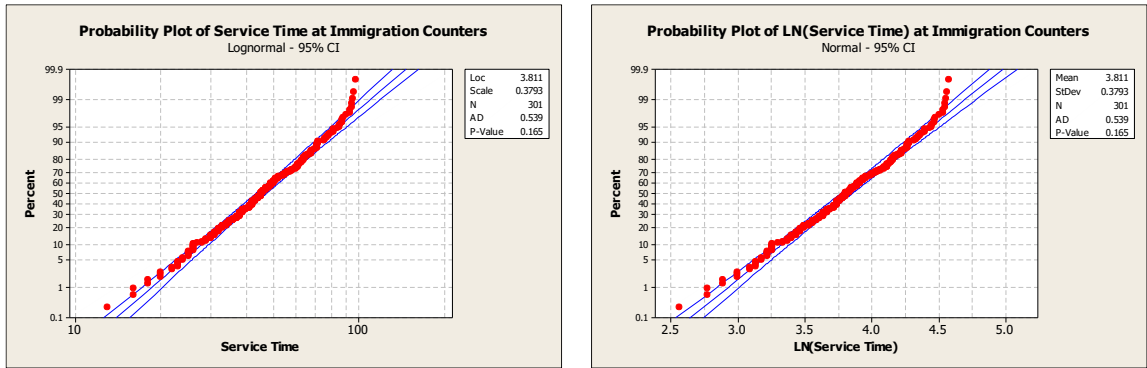 Probability Plot of Service Time at Immigration Counters
Lognormal - 95% CI
99.9
99
95
90
80
70
60
50
40
30
20
10
5
1
0.1
Percent
10
100
Service Time
Loc 3.811
Scale 0.3793
N 301
AD 0.539
P-Value 0.165
Probability Plot of LN(Service Time) at Immigration Counters
Normal - 95% CI
99.9
99
95
90
80
70
60
50
40
30
20
10
5
1
0.1
Percent
2.5
3.0
3.5
4.0
4.5
5.0
LN(Service Time)
Mean 3.811
StDev 0.3793
N 301
AD 0.539
P-Value 0.165